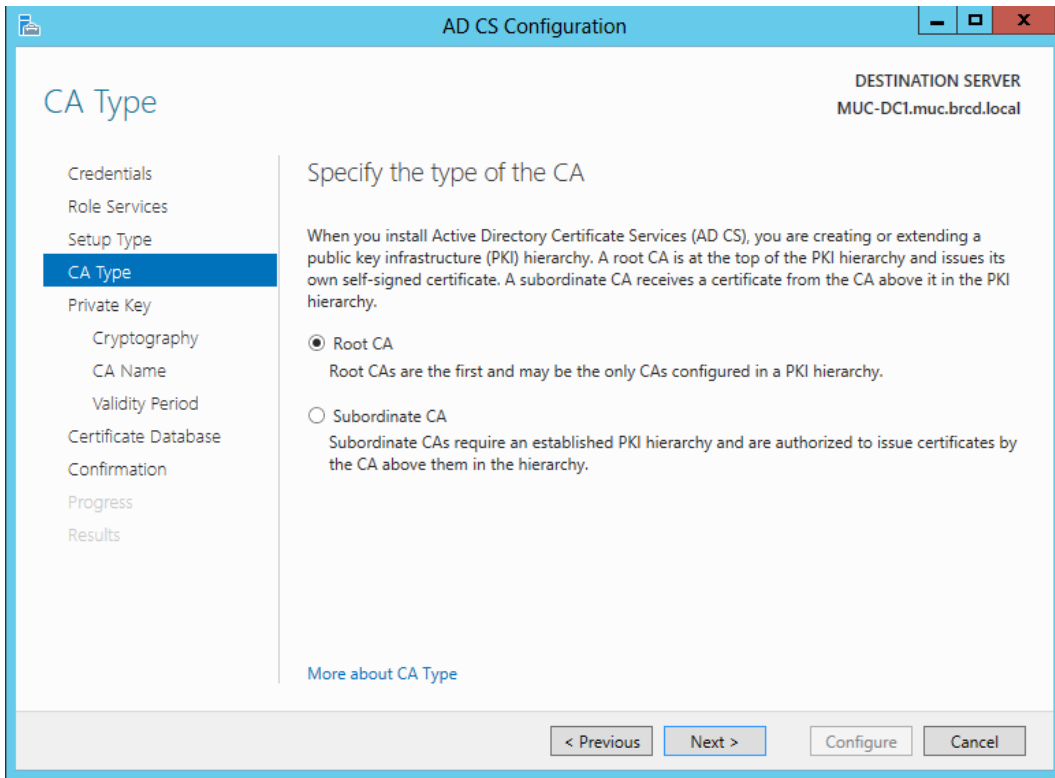 AD CS Configuration
DESTINATION SERVER
MUC-DC1.muc.brcd.local
CA Type
Credentials
Role Services
Setup Type
CA Type
Private Key
Cryptography
CA Name
Validity Period
Certificate Database
Confirmation
Progress
Results
Specify the type of the CA
When you install Active Directory Certificate Services (AD CS), you are creating or extending a
public key infrastructure (PKI) hierarchy. A root CA is at the top of the PKI hierarchy and issues its
own self-signed certificate. A subordinate CA receives a certificate from the CA above it in the PKI
hierarchy.
Root CA
Root CAs are the first and may be the only CAs configured in a PKI hierarchy.
Subordinate CA
Subordinate CAs require an established PKI hierarchy and are authorized to issue certificates by
the CA above them in the hierarchy.
More about CA Type
< Previous
Next >
Configure
Cancel